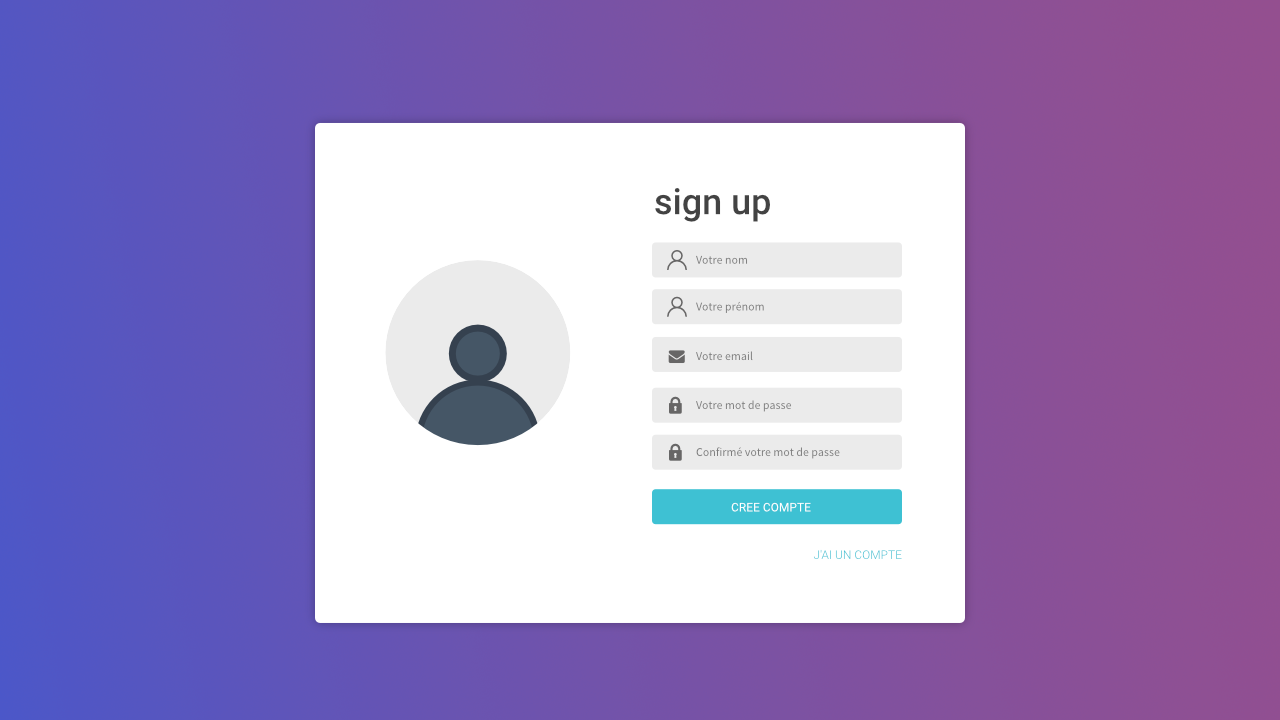 sign up
Votre nom
Votre prénom
Votre email
Votre mot de passe
Confirmé votre mot de passe
CREE COMPTE
J'AI UN COMPTE